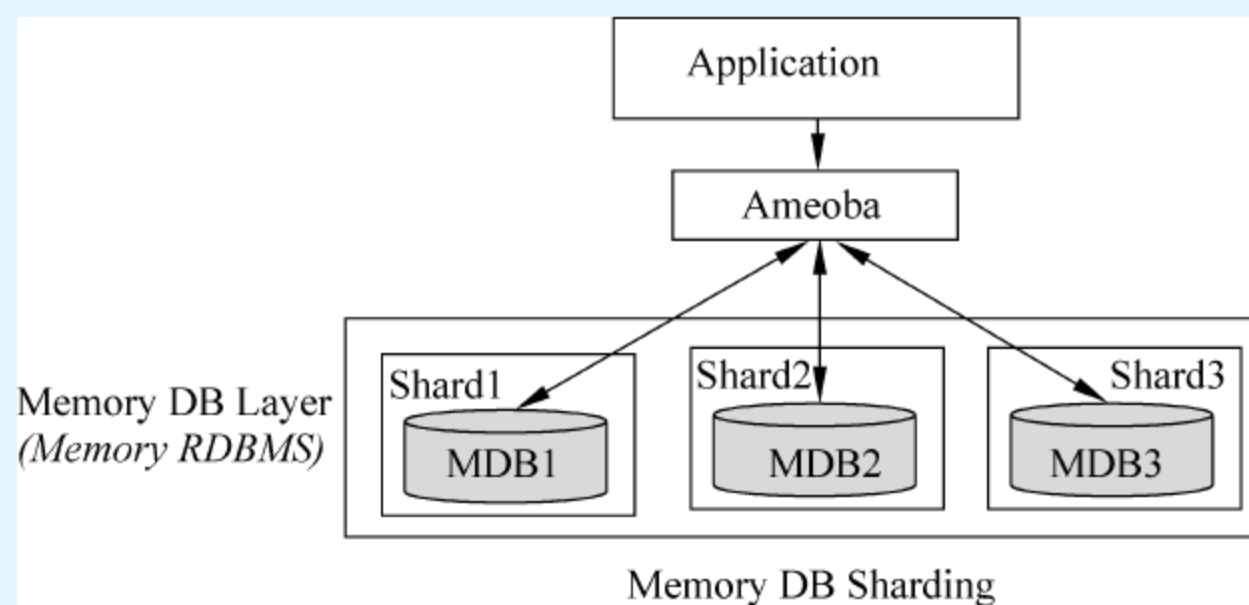 Application
Ameoba
Shard1
Shard2
Shard3
Memory DB Layer
(Memory RDBMS)
MDB1
MDB2
MDB3
Memory DB Sharding